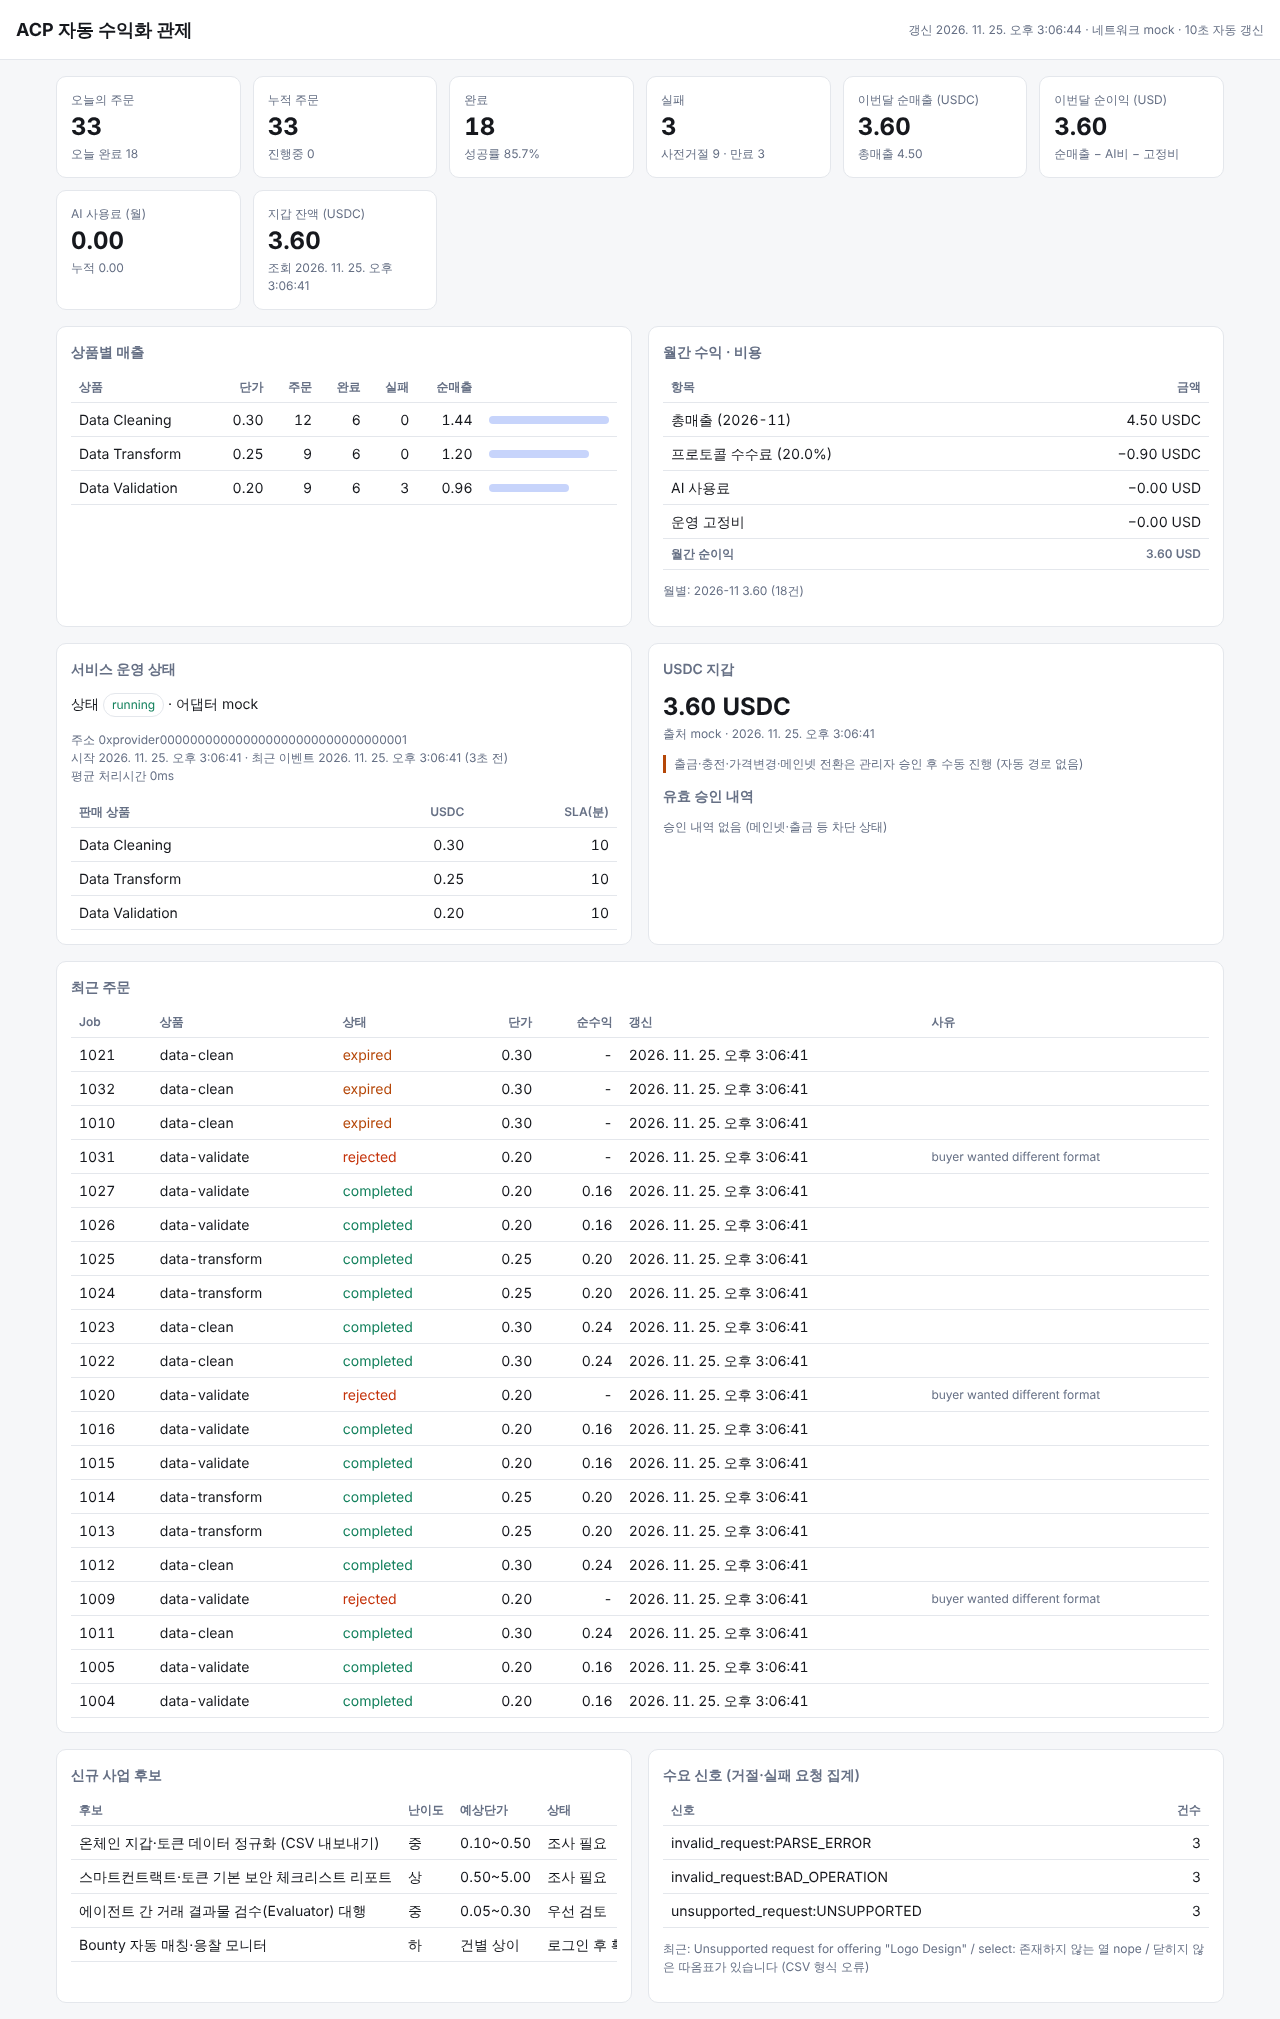 ACP 자동 수익화 관제
갱신 2026. 11. 25. 오후 3:06:44 · 네트워크 mock · 10초 자동 갱신
오늘의 주문
33
오늘 완료 18
누적 주문
33
진행중 0
완료
18
성공률 85.7%
실패
3
사전거절 9 · 만료 3
이번달 순매출 (USDC)
3.60
총매출 4.50
이번달 순이익 (USD)
3.60
순매출 − AI비 − 고정비
AI 사용료 (월)
0.00
누적 0.00
지갑 잔액 (USDC)
3.60
조회 2026. 11. 25. 오후
3:06:41
상품별 매출
상품 단가 주문 완료 실패 순매출
Data Cleaning 0.30 12 6 0 1.44
Data Transform 0.25 9 6 0 1.20
Data Validation 0.20 9 6 3 0.96
월간 수익 · 비용
항목 금액
총매출 (2026-11) 4.50 USDC
프로토콜 수수료 (20.0%) −0.90 USDC
AI 사용료 −0.00 USD
운영 고정비 −0.00 USD
월간 순이익 3.60 USD
월별: 2026-11 3.60 (18건)
서비스 운영 상태
상태 running · 어댑터 mock
주소 0xprovider00000000000000000000000000000001
시작 2026. 11. 25. 오후 3:06:41 · 최근 이벤트 2026. 11. 25. 오후 3:06:41 (3초 전)
평균 처리시간 0ms
판매 상품 USDC SLA(분)
Data Cleaning 0.30 10
Data Transform 0.25 10
Data Validation 0.20 10
USDC 지갑
3.60 USDC
출처 mock · 2026. 11. 25. 오후 3:06:41
출금·충전·가격변경·메인넷 전환은 관리자 승인 후 수동 진행 (자동 경로 없음)
유효 승인 내역
승인 내역 없음 (메인넷·출금 등 차단 상태)
최근 주문
Job 상품 상태 단가 순수익 갱신 사유
1021 data-clean expired 0.30 - 2026. 11. 25. 오후 3:06:41
1032 data-clean expired 0.30 - 2026. 11. 25. 오후 3:06:41
1010 data-clean expired 0.30 - 2026. 11. 25. 오후 3:06:41
1031 data-validate rejected 0.20 - 2026. 11. 25. 오후 3:06:41 buyer wanted different format
1027 data-validate completed 0.20 0.16 2026. 11. 25. 오후 3:06:41
1026 data-validate completed 0.20 0.16 2026. 11. 25. 오후 3:06:41
1025 data-transform completed 0.25 0.20 2026. 11. 25. 오후 3:06:41
1024 data-transform completed 0.25 0.20 2026. 11. 25. 오후 3:06:41
1023 data-clean completed 0.30 0.24 2026. 11. 25. 오후 3:06:41
1022 data-clean completed 0.30 0.24 2026. 11. 25. 오후 3:06:41
1020 data-validate rejected 0.20 - 2026. 11. 25. 오후 3:06:41 buyer wanted different format
1016 data-validate completed 0.20 0.16 2026. 11. 25. 오후 3:06:41
1015 data-validate completed 0.20 0.16 2026. 11. 25. 오후 3:06:41
1014 data-transform completed 0.25 0.20 2026. 11. 25. 오후 3:06:41
1013 data-transform completed 0.25 0.20 2026. 11. 25. 오후 3:06:41
1012 data-clean completed 0.30 0.24 2026. 11. 25. 오후 3:06:41
1009 data-validate rejected 0.20 - 2026. 11. 25. 오후 3:06:41 buyer wanted different format
1011 data-clean completed 0.30 0.24 2026. 11. 25. 오후 3:06:41
1005 data-validate completed 0.20 0.16 2026. 11. 25. 오후 3:06:41
1004 data-validate completed 0.20 0.16 2026. 11. 25. 오후 3:06:41
신규 사업 후보
후보 난이도 예상단가 상태
온체인 지갑·토큰 데이터 정규화 (CSV 내보내기) 중 0.10~0.50 조사 필요
스마트컨트랙트·토큰 기본 보안 체크리스트 리포트 상 0.50~5.00 조사 필요
에이전트 간 거래 결과물 검수(Evaluator) 대행 중 0.05~0.30 우선 검토
Bounty 자동 매칭·응찰 모니터 하 건별 상이 로그인 후
수요 신호 (거절·실패 요청 집계)
신호 건수
invalid_request:PARSE_ERROR 3
invalid_request:BAD_OPERATION 3
unsupported_request:UNSUPPORTED 3
최근: Unsupported request for offering "Logo Design" / select: 존재하지 않는 열 nope / 닫히지 않
은 따옴표가 있습니다 (CSV 형식 오류)